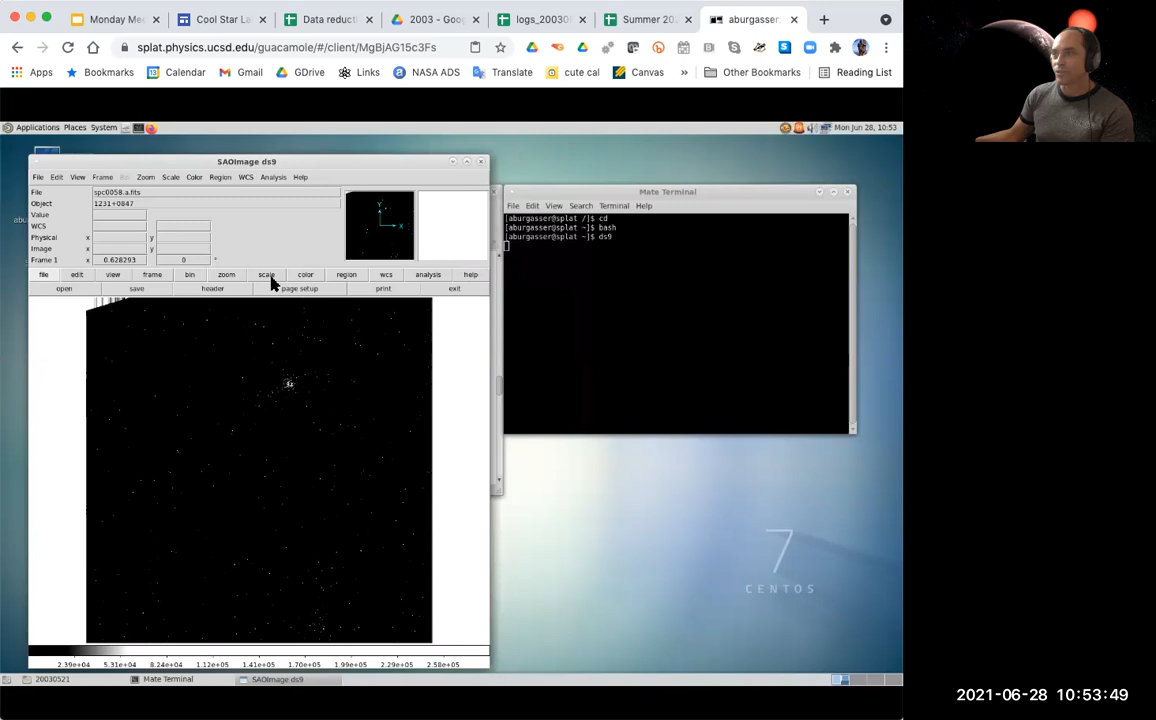 Monday Me
Cool Star La
Data reducti
2003 - Goo
logs_20030
Summer 202
aburgasser
splat.physics.ucsd.edu/guacamole/#/client/MgBjAG15c3Fs
Apps
Bookmarks
Calendar
Gmail
GDrive
Links
NASA ADS
Translate
cute cal
Canvas
»
Other Bookmarks
Reading List
Applications Places System
Mon Jun 28, 10:53
SAOImage ds9
File Edit View Frame Bin Zoom Scale Color Region WCS Analysis Help
File spc0058.a.fits
Object 1231+0847
Value
WCS
Physical x y
Image x y
Frame 1 x 0.628293 0 °
Y
X
file edit view frame bin zoom scale color region wcs analysis help
open save header page setup print exit
2.39e+04 5.31e+04 8.24e+04 1.12e+05 1.41e+05 1.70e+05 1.99e+05 2.29e+05 2.58e+05
Mate Terminal
File Edit View Search Terminal Help
[aburgasser@splat /]$ cd
[aburgasser@splat ~]$ bash
[aburgasser@splat ~]$ ds9
7
CENTOS
20030521
Mate Terminal
SAOImage ds9
2021-06-28 10:53:49